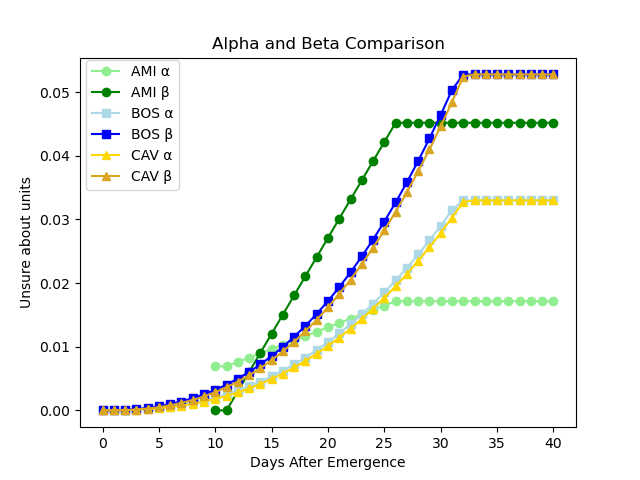 Alpha and Beta Comparison
AMI α
AMI β
BOS α
BOS β
CAV α
CAV β
Unsure about units
0.05
0.04
0.03
0.02
0.01
0.00
0 5 10 15 20 25 30 35 40
Days After Emergence